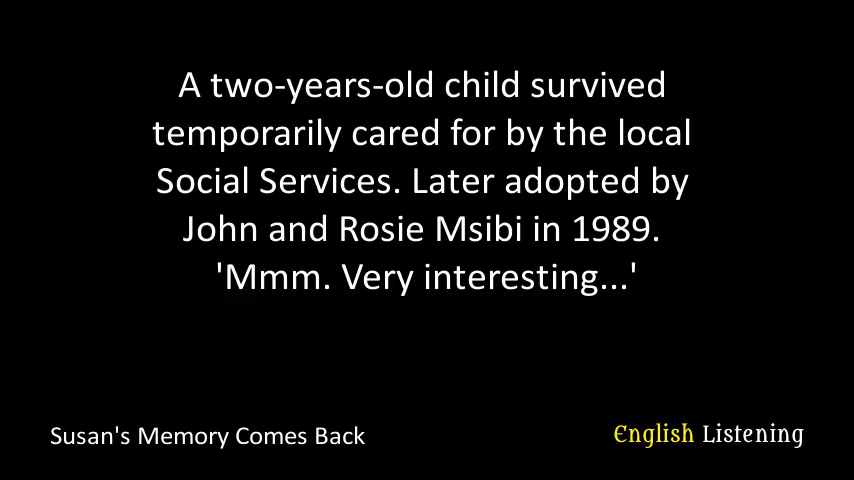 A two-years-old child survived
temporarily cared for by the local
Social Services. Later adopted by
John and Rosie Msibi in 1989.
'Mmm. Very interesting...'
Susan's Memory Comes Back
English Listening